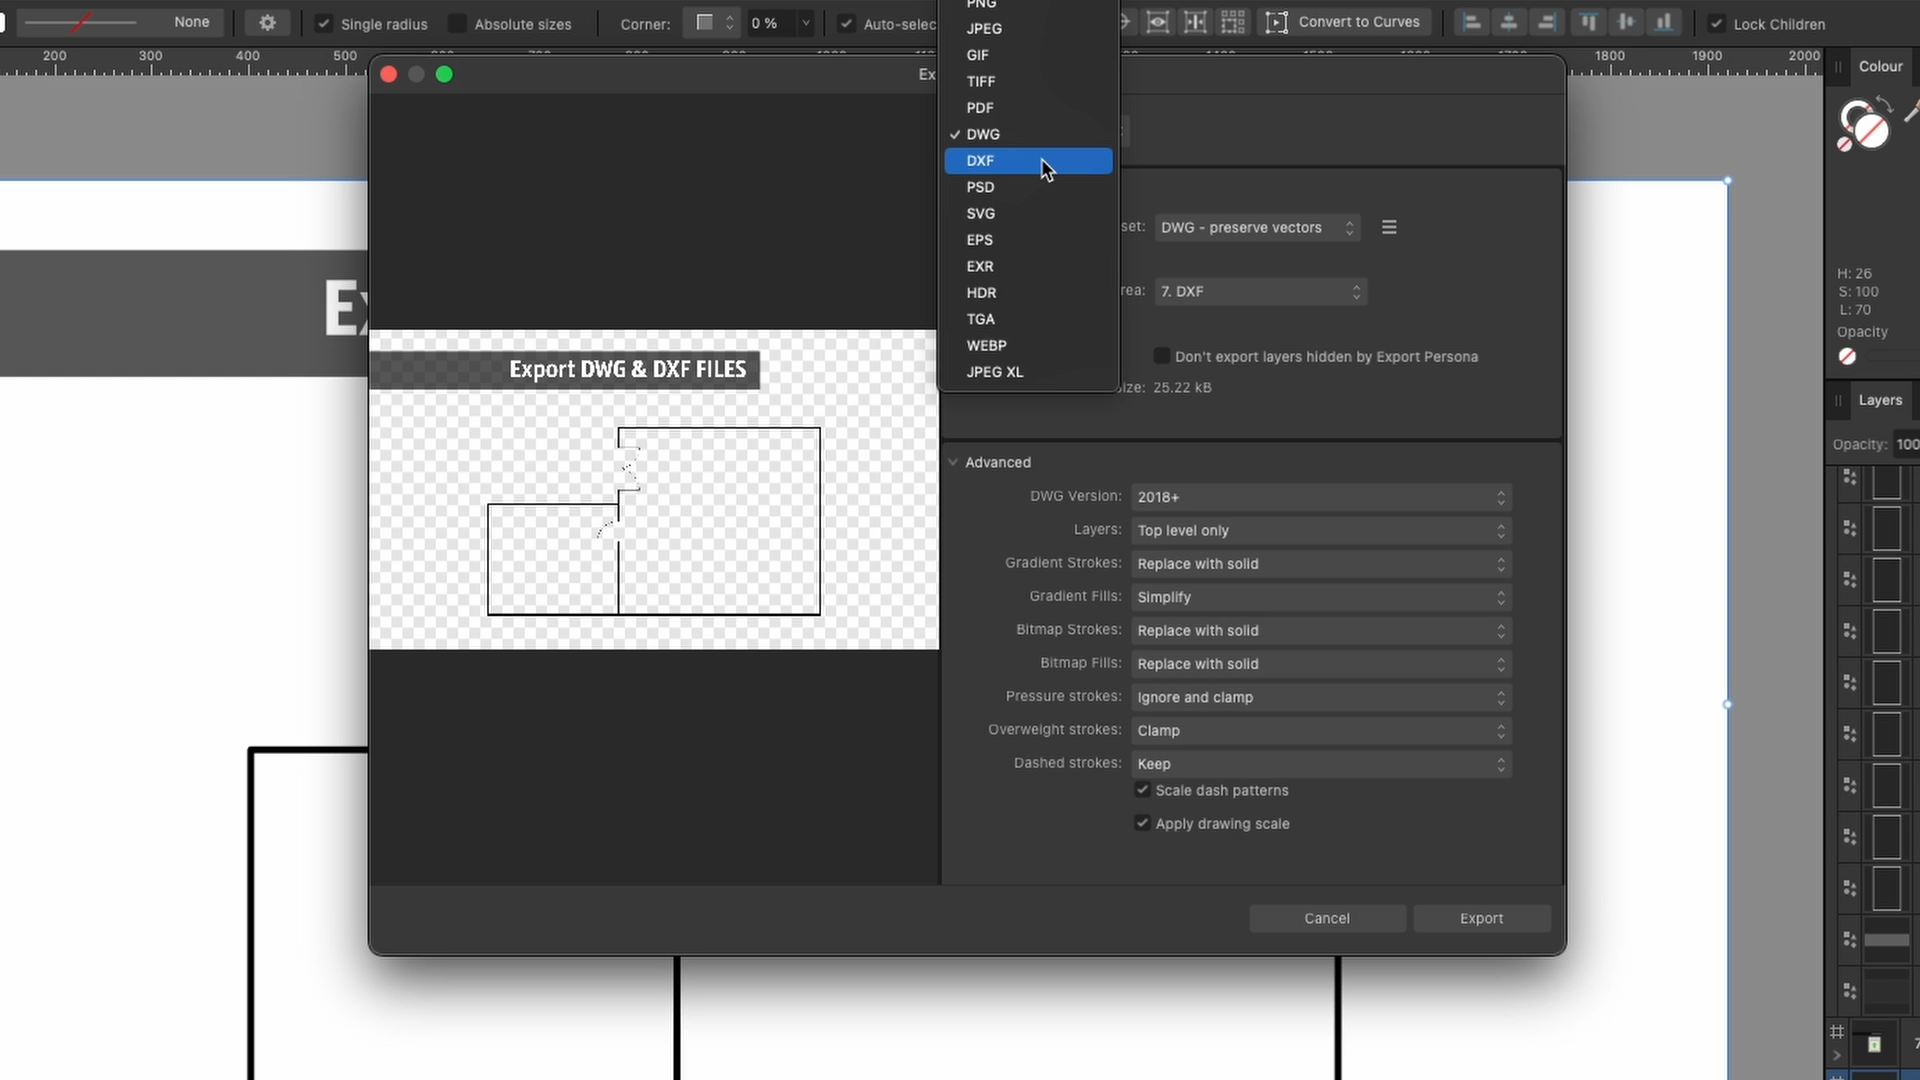 None
Single radius
Absolute sizes
Corner:
0 %
Auto-selec
Convert to Curves
Lock Children
200 300 400 500
1800 1900 2000
Ex
PNG
JPEG
GIF
TIFF
PDF
DWG
DXF
PSD
SVG
EPS
EXR
HDR
TGA
WEBP
JPEG XL
set: DWG - preserve vectors
rea: 7. DXF
Don't export layers hidden by Export Persona
size: 25.22 kB
Ex
Export DWG & DXF FILES
Advanced
DWG Version: 2018+
Layers: Top level only
Gradient Strokes: Replace with solid
Gradient Fills: Simplify
Bitmap Strokes: Replace with solid
Bitmap Fills: Replace with solid
Pressure strokes: Ignore and clamp
Overweight strokes: Clamp
Dashed strokes: Keep
Scale dash patterns
Apply drawing scale
Cancel
Export
Colour
H: 26
S: 100
L: 70
Opacity
Layers
Opacity: 100
7